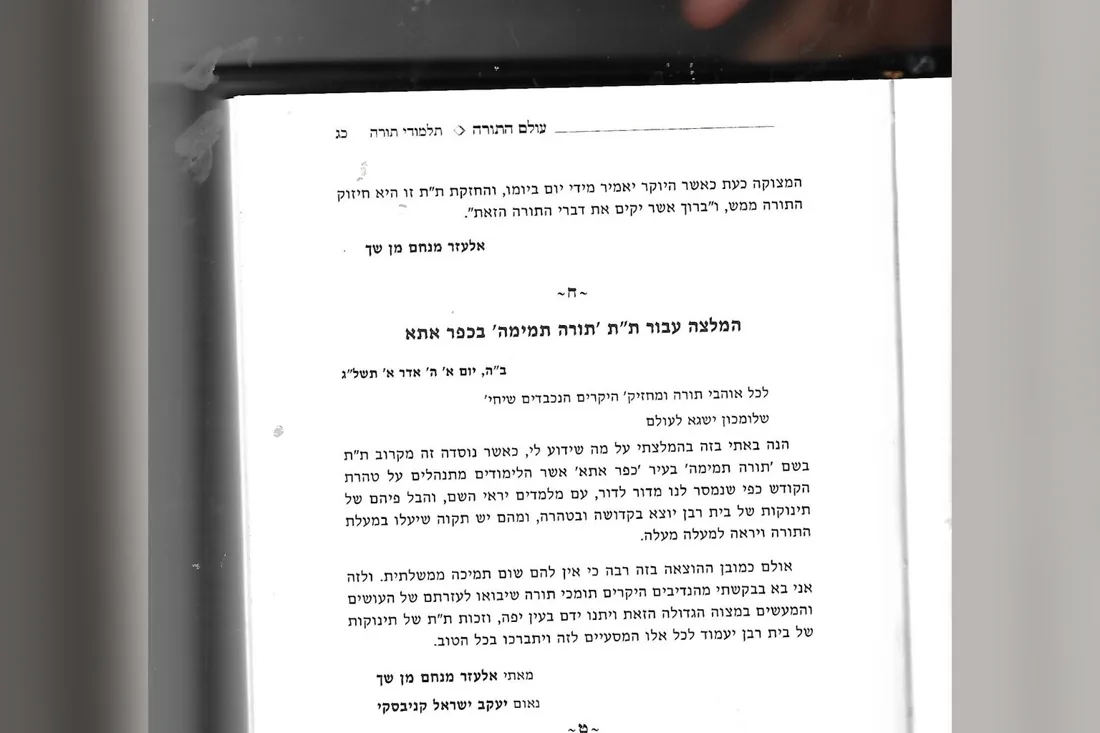 עולם התורה <> תלמודי תורה כג
המצוקה כעת כאשר היוקר יאמיר מידי יום ביומו, והחזקת ת״ת זו היא חיזוק
התורה ממש, ו״ברוך אשר יקים את דברי התורה הזאת״.
אלעזר מנחם מן שך
~ח~
המלצה עבור ת״ת ׳תורה תמימה׳ בכפר אתא
ב״ה, יום א׳ ה׳ אדר א׳ תשל״ג
לכל אוהבי תורה ומחזיק׳ היקרים הנכבדים שיחי׳
שלומכון ישגא לעולם
הנה באתי בזה בהמלצתי על מה שידוע לי, כאשר נוסדה זה מקרוב ת״ת
בשם ׳תורה תמימה׳ בעיר ׳כפר אתא׳ אשר הלימודים מתנהלים על טהרת
הקודש כפי שנמסר לנו מדור לדור, עם מלמדים יראי השם, והבל פיהם של
תינוקות של בית רבן יוצא בקדושה ובטהרה, ומהם יש תקוה שיעלו במעלת
התורה ויראה למעלה מעלה.
אולם כמובן ההוצאה בזה רבה כי אין להם שום תמיכה ממשלתית. ולזה
אני בא בבקשתי מהנדיבים היקרים תומכי תורה שיבואו לעזרתם של העושים
והמעשים במצוה הגדולה הזאת ויתנו ידם בעין יפה, וזכות ת״ת של תינוקות
של בית רבן יעמוד לכל אלו המסעיים לזה ויתברכו בכל הטוב.
מאתי אלעזר מנחם מן שך
נאום יעקב ישראל קניבסקי
~ט~